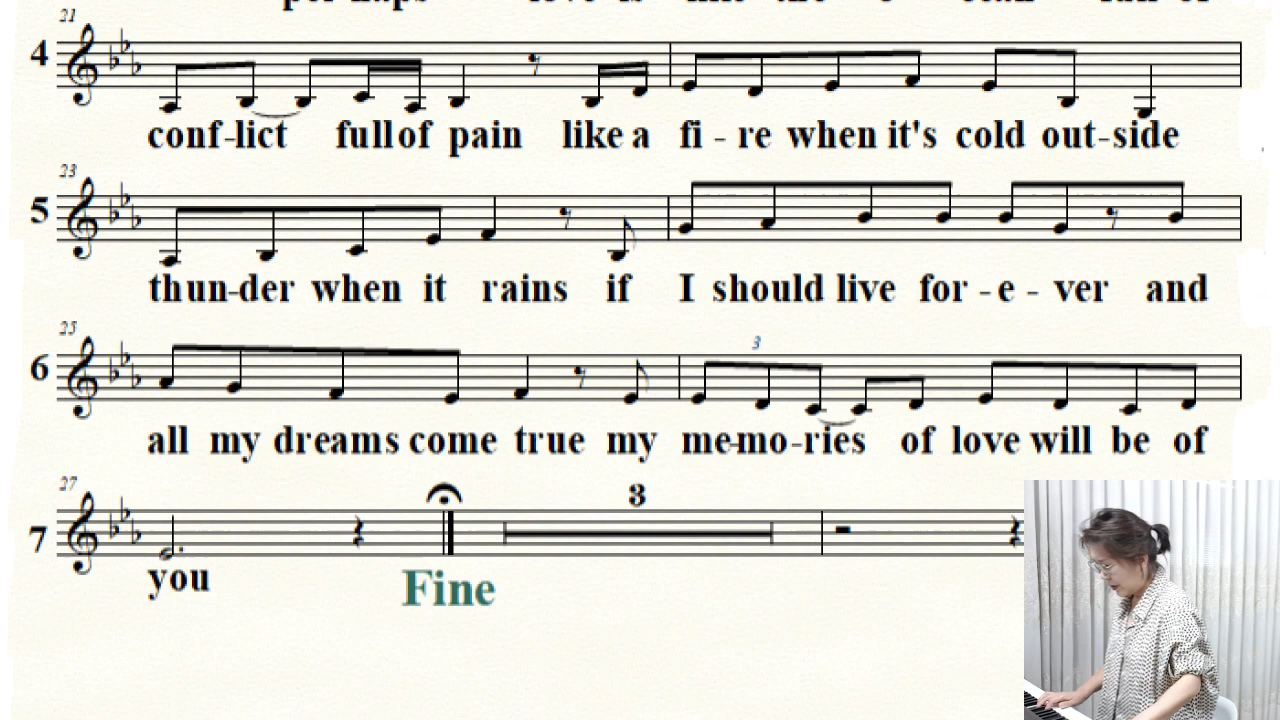 21
4
conf-lict full of pain like a fi - re when it's cold out-side
23
5
thun-der when it rains if I should live for - e - ver and
25
6
3
all my dreams come true my me-mo-ries of love will be of
27
7
3
you
Fine